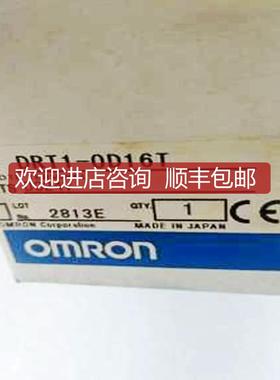 DRT1-OD16T
欢迎进店咨询 顺丰包邮
LOT No. 2813E QTY. 1 CE
OMRON Corporation MADE IN JAPAN
OMRON